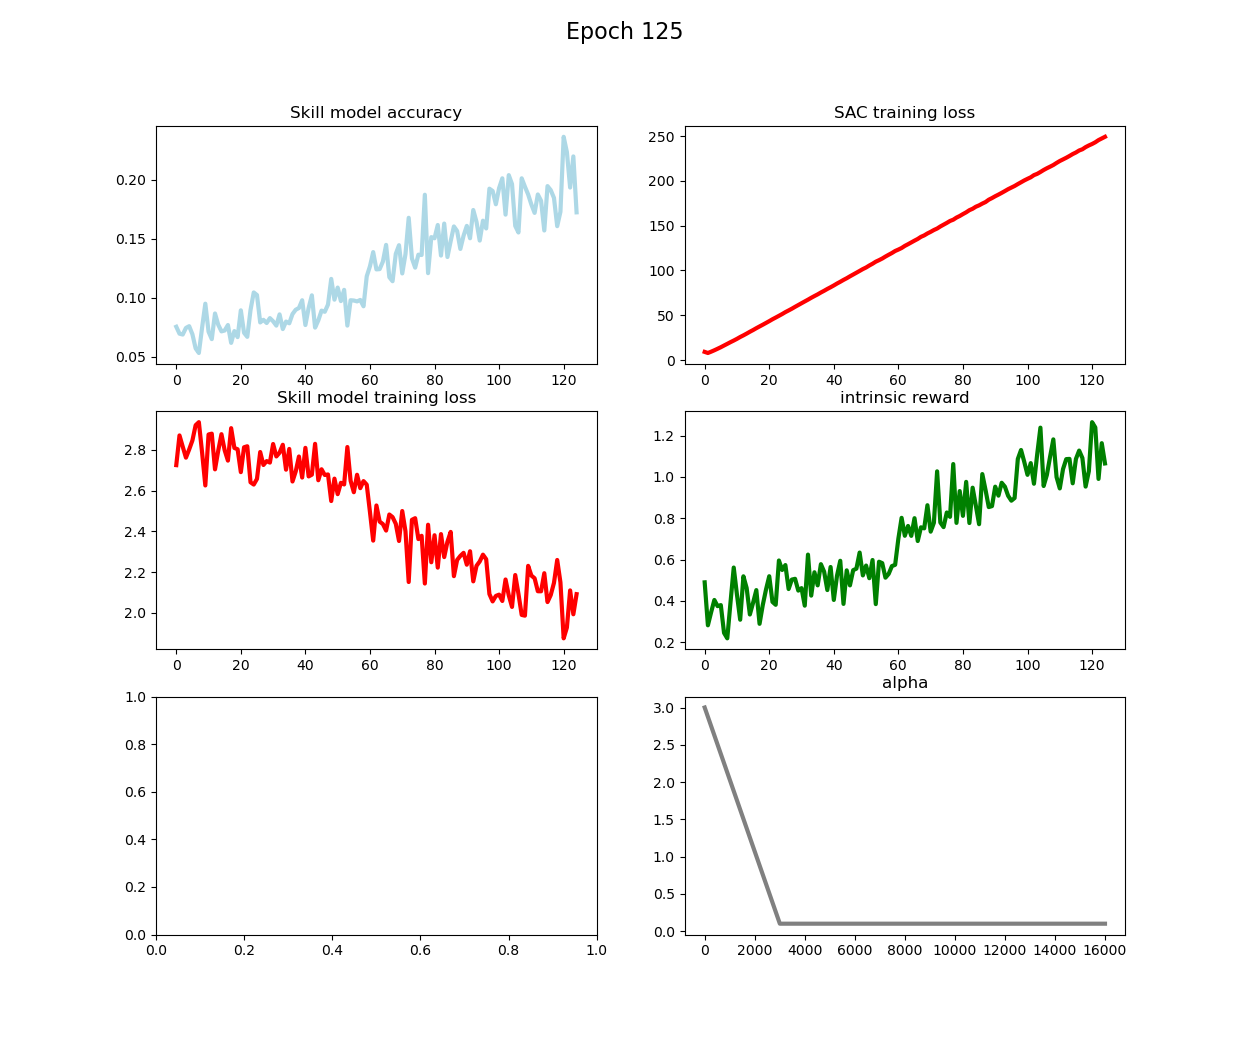 Epoch 125
Skill model accuracy
0.20
0.15
0.10
0.05
0 20 40 60 80 100 120
SAC training loss
250
200
150
100
50
0
0 20 40 60 80 100 120
Skill model training loss
2.8
2.6
2.4
2.2
2.0
0 20 40 60 80 100 120
intrinsic reward
1.2
1.0
0.8
0.6
0.4
0.2
0 20 40 60 80 100 120
1.0
0.8
0.6
0.4
0.2
0.0
0.0 0.2 0.4 0.6 0.8 1.0
alpha
3.0
2.5
2.0
1.5
1.0
0.5
0.0
0 2000 4000 6000 8000 10000 12000 14000 16000